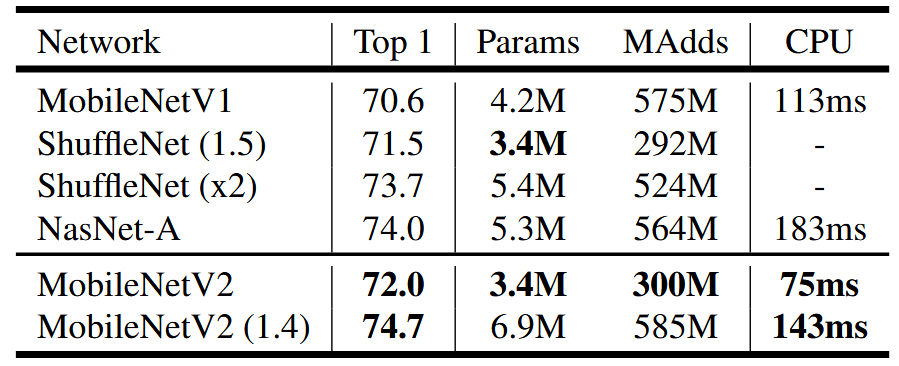 Network Top 1 Params MAdds CPU
MobileNetV1 70.6 4.2M 575M 113ms
ShuffleNet (1.5) 71.5 3.4M 292M -
ShuffleNet (x2) 73.7 5.4M 524M -
NasNet-A 74.0 5.3M 564M 183ms
MobileNetV2 72.0 3.4M 300M 75ms
MobileNetV2 (1.4) 74.7 6.9M 585M 143ms